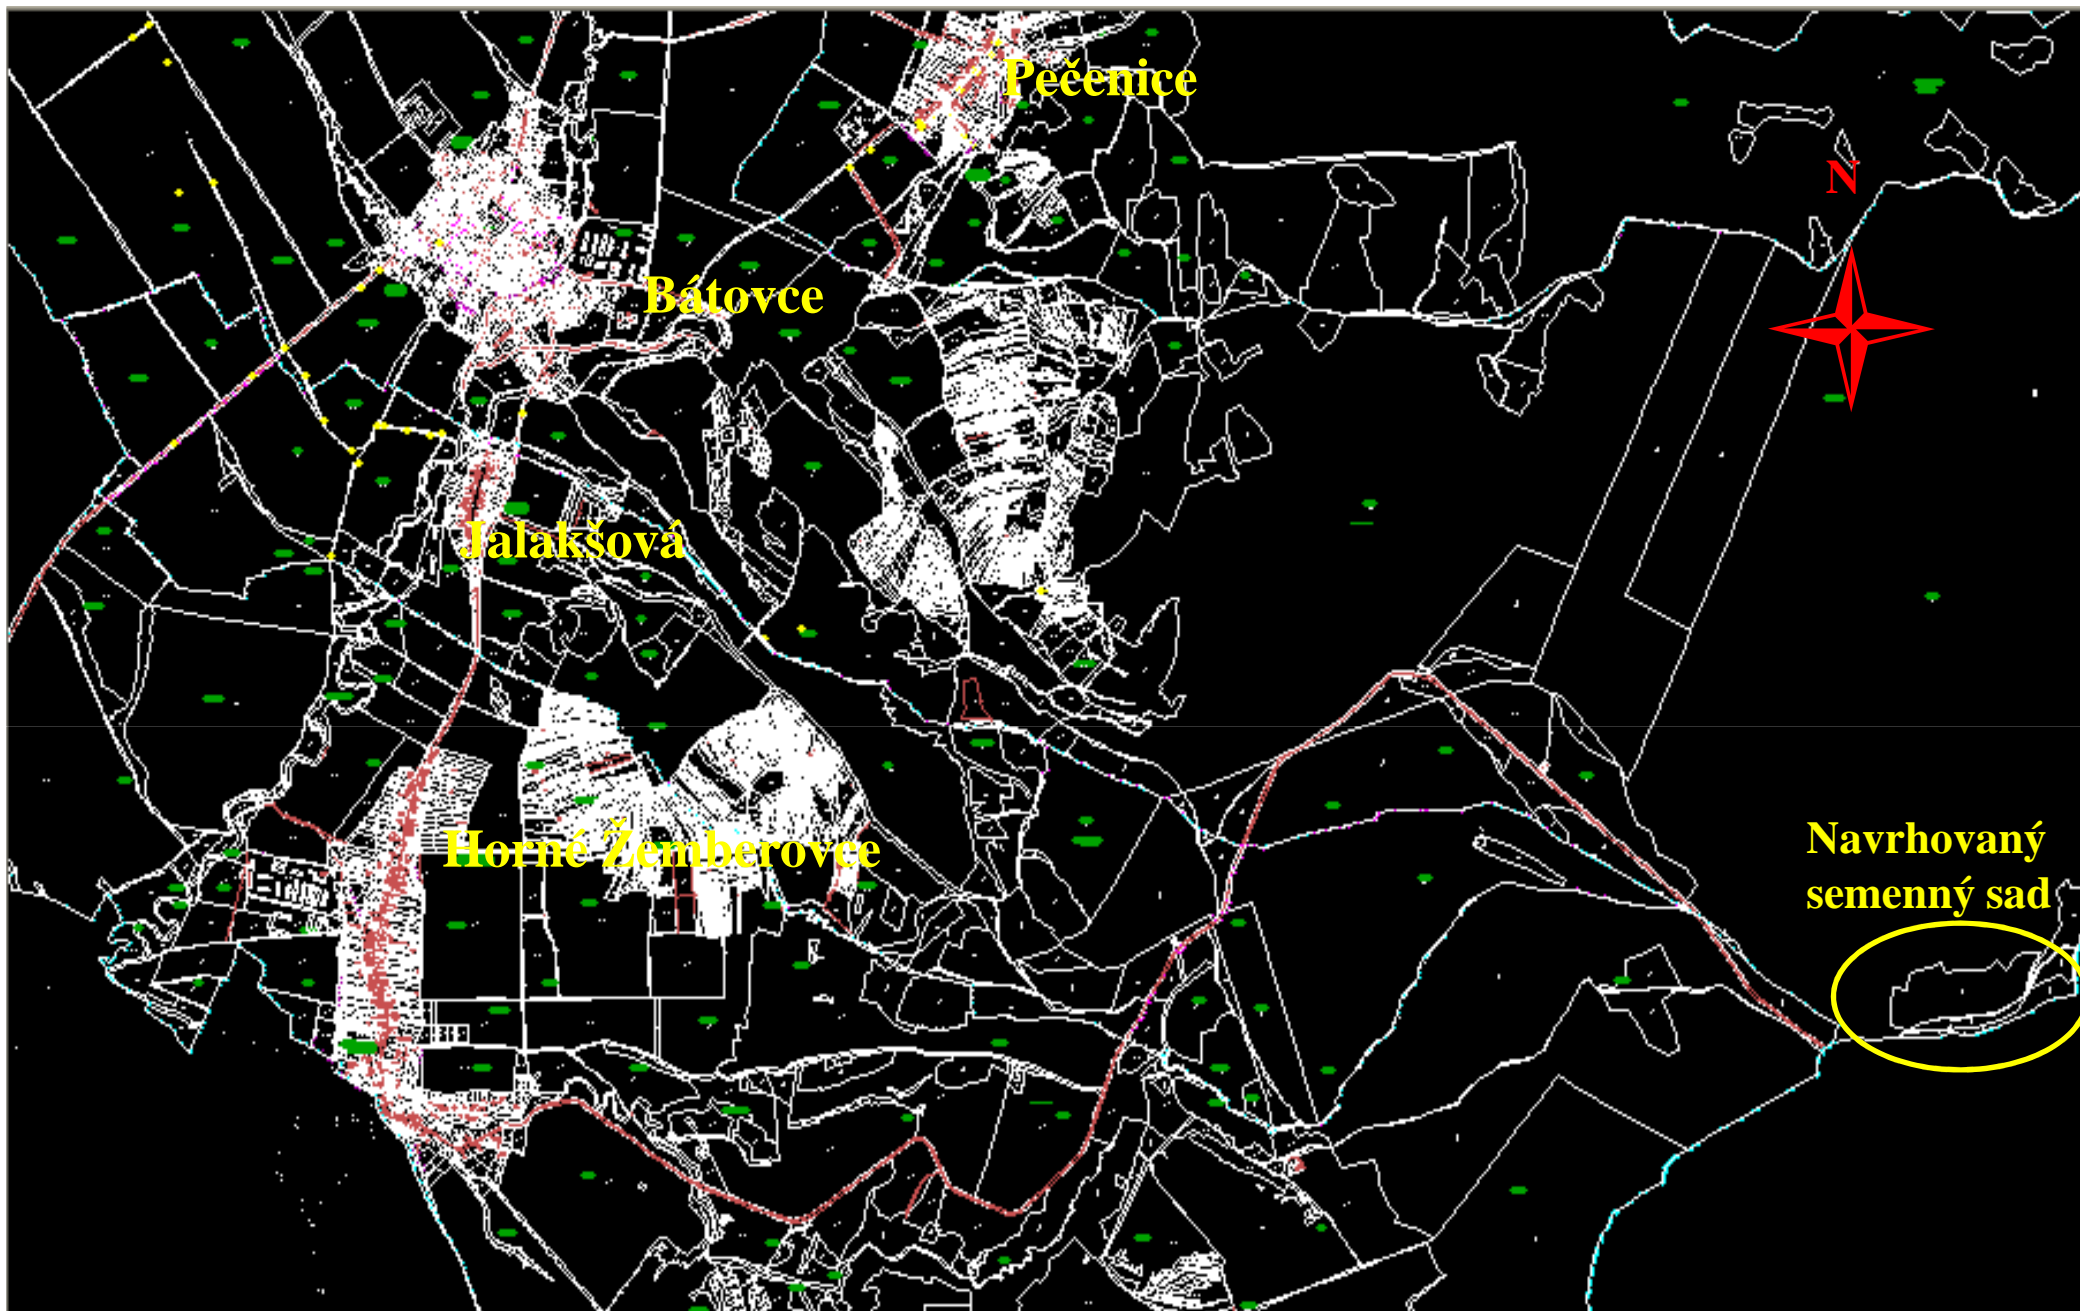 Pečenice
N
Bátovce
Jalakšová
Horné Žemberovce
Navrhovaný
semenný sad